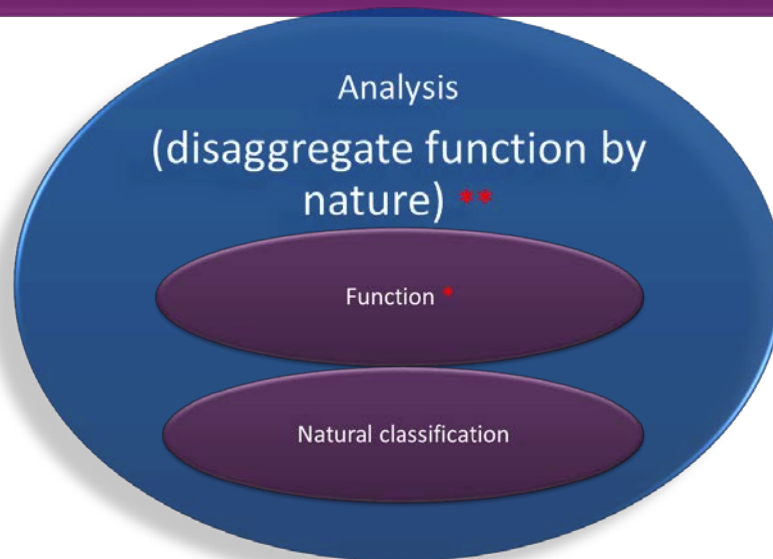 Analysis
(disaggregate function by
nature) **
Function *
Natural classification